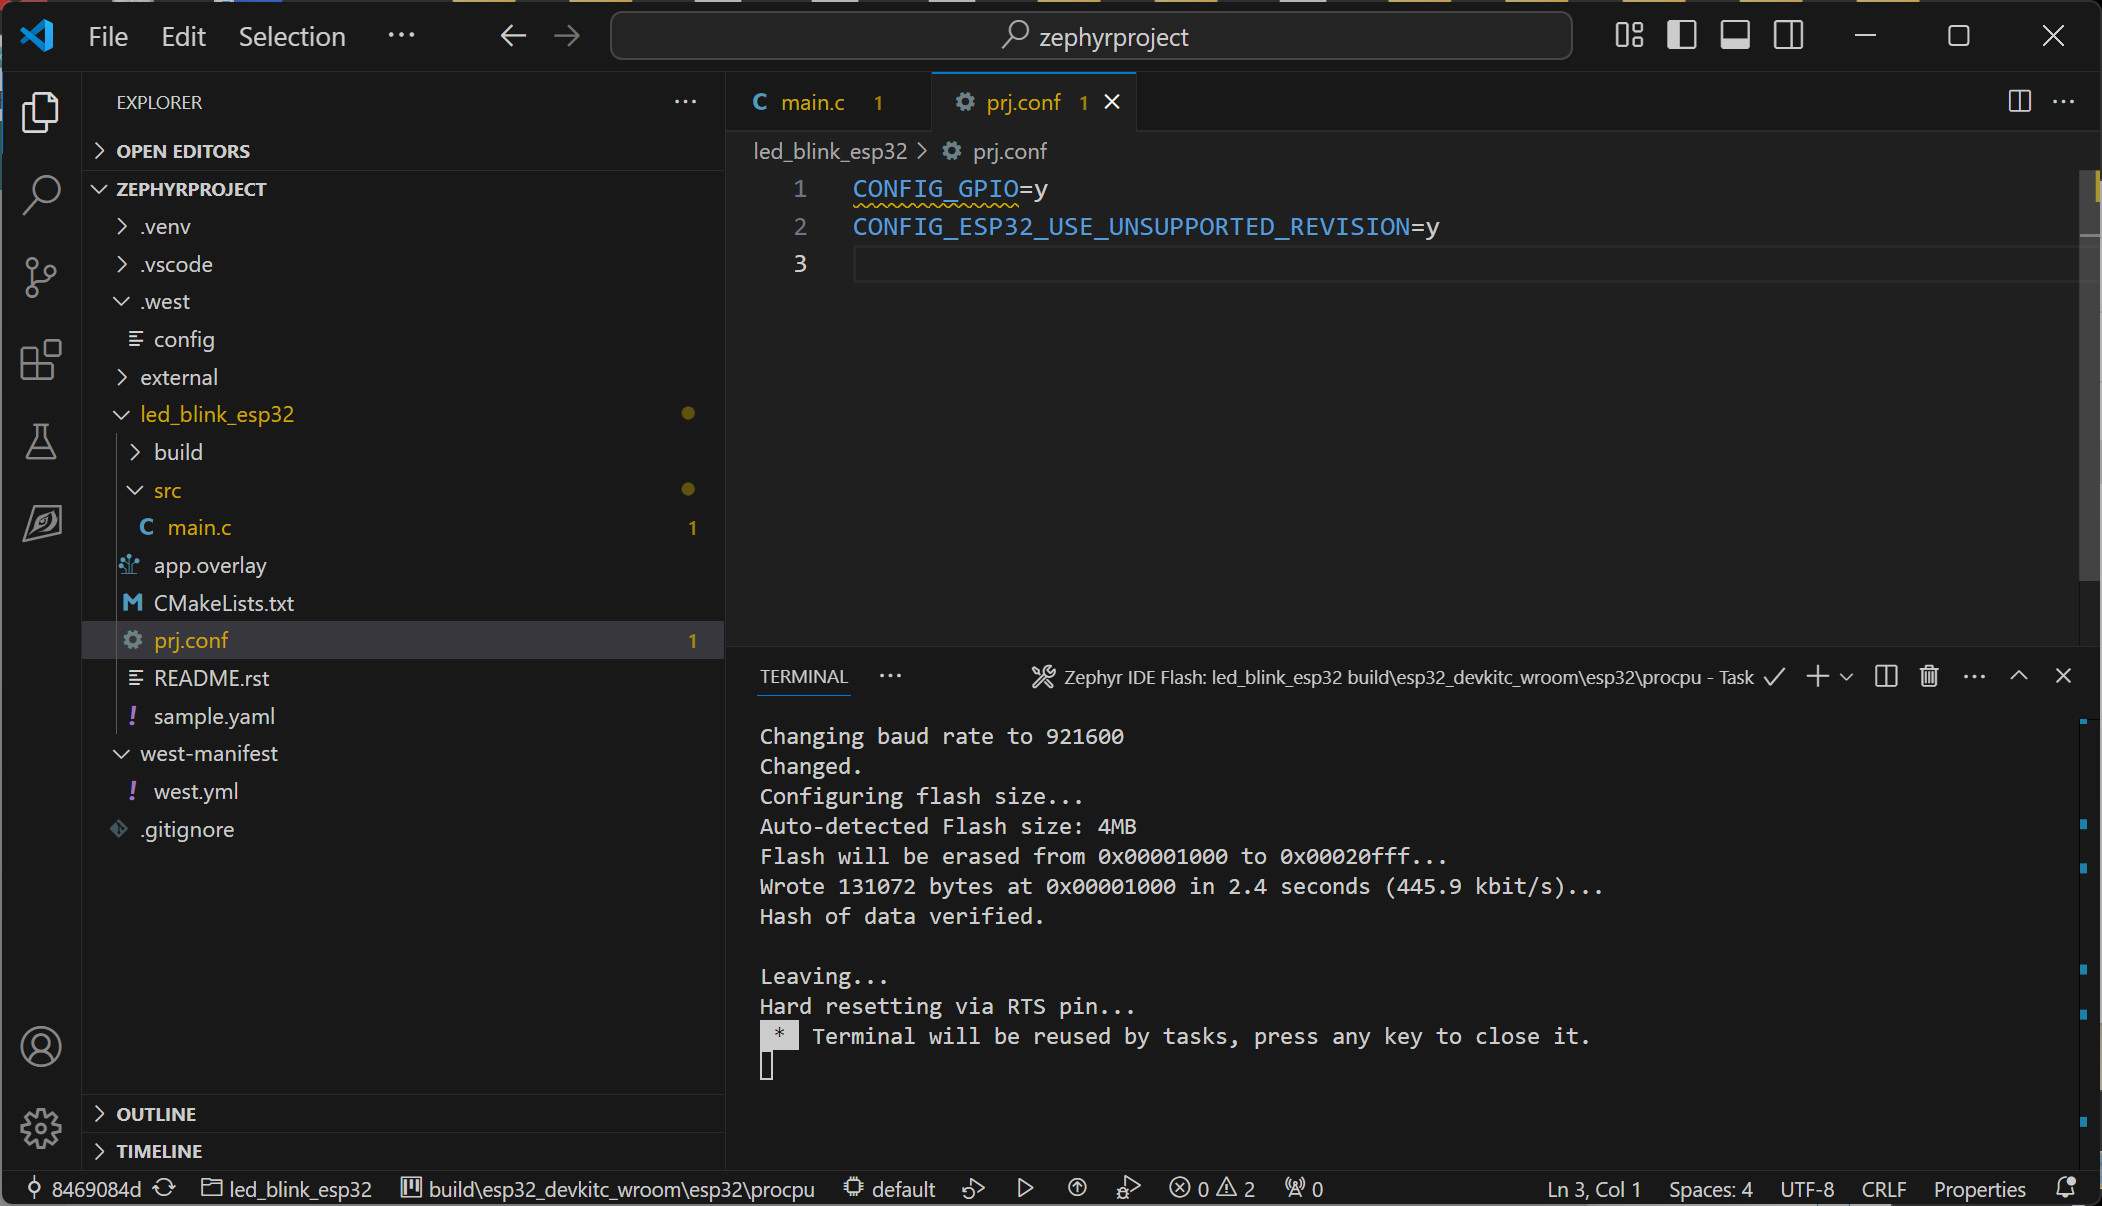 File Edit Selection ···
zephyrproject
EXPLORER
OPEN EDITORS
ZEPHYRPROJECT
.venv
.vscode
.west
config
external
led_blink_esp32
build
src
C main.c 1
app.overlay
M CMakeLists.txt
prj.conf 1
README.rst
! sample.yaml
west-manifest
! west.yml
.gitignore
OUTLINE
TIMELINE
C main.c 1
prj.conf 1
led_blink_esp32 > prj.conf
1 CONFIG_GPIO=y
2 CONFIG_ESP32_USE_UNSUPPORTED_REVISION=y
3
TERMINAL ···
Zephyr IDE Flash: led_blink_esp32 build\esp32_devkitc_wroom\esp32\procpu - Task
Changing baud rate to 921600
Changed.
Configuring flash size...
Auto-detected Flash size: 4MB
Flash will be erased from 0x00001000 to 0x00020fff...
Wrote 131072 bytes at 0x00001000 in 2.4 seconds (445.9 kbit/s)...
Hash of data verified.
Leaving...
Hard resetting via RTS pin...
* Terminal will be reused by tasks, press any key to close it.
8469084d led_blink_esp32 build\esp32_devkitc_wroom\esp32\procpu default 0 2 0 Ln 3, Col 1 Spaces: 4 UTF-8 CRLF Properties